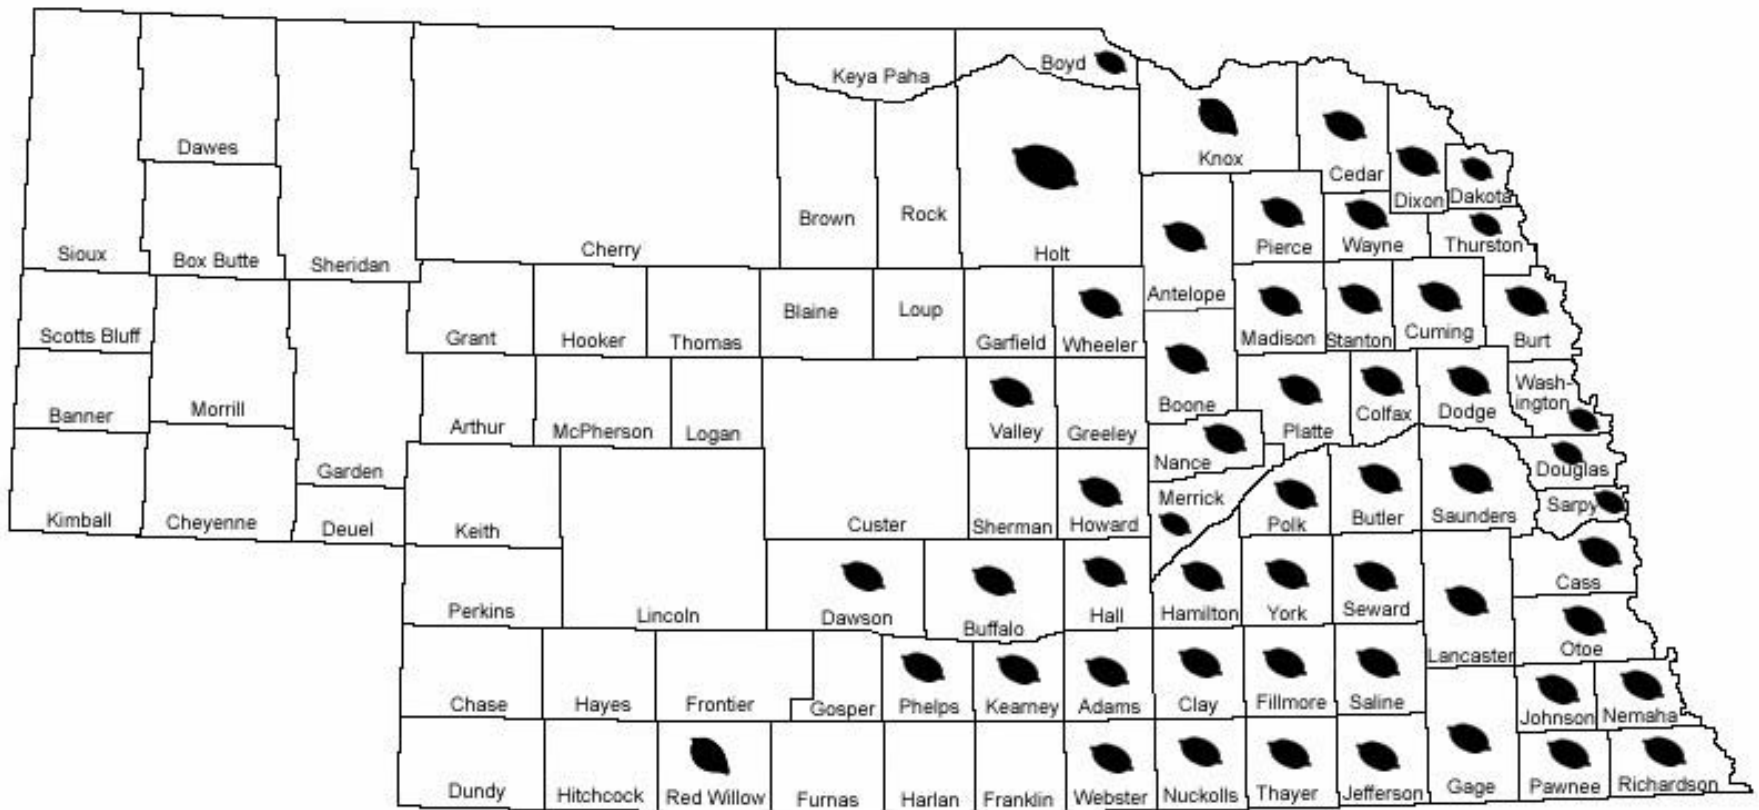 Boyd
Keya Paha
Dawes
Knox
Cedar
Dixon
Dakota
Brown
Rock
Sioux
Box Butte
Sheridan
Cherry
Holt
Pierce
Wayne
Thurston
Antelope
Scotts Bluff
Grant
Hooker
Thomas
Blaine
Loup
Garfield
Wheeler
Madison
Stanton
Cuming
Burt
Banner
Morrill
Arthur
McPherson
Logan
Valley
Greeley
Boone
Platte
Colfax
Dodge
Wash-
ington
Nance
Garden
Douglas
Kimball
Cheyenne
Deuel
Keith
Custer
Sherman
Howard
Merrick
Polk
Butler
Saunders
Sarpy
Cass
Perkins
Lincoln
Dawson
Buffalo
Hall
Hamilton
York
Seward
Lancaster
Otoe
Chase
Hayes
Frontier
Gosper
Phelps
Kearney
Adams
Clay
Fillmore
Saline
Johnson
Nemaha
Dundy
Hitchcock
Red Willow
Furnas
Harlan
Franklin
Webster
Nuckolls
Thayer
Jefferson
Gage
Pawnee
Richardson